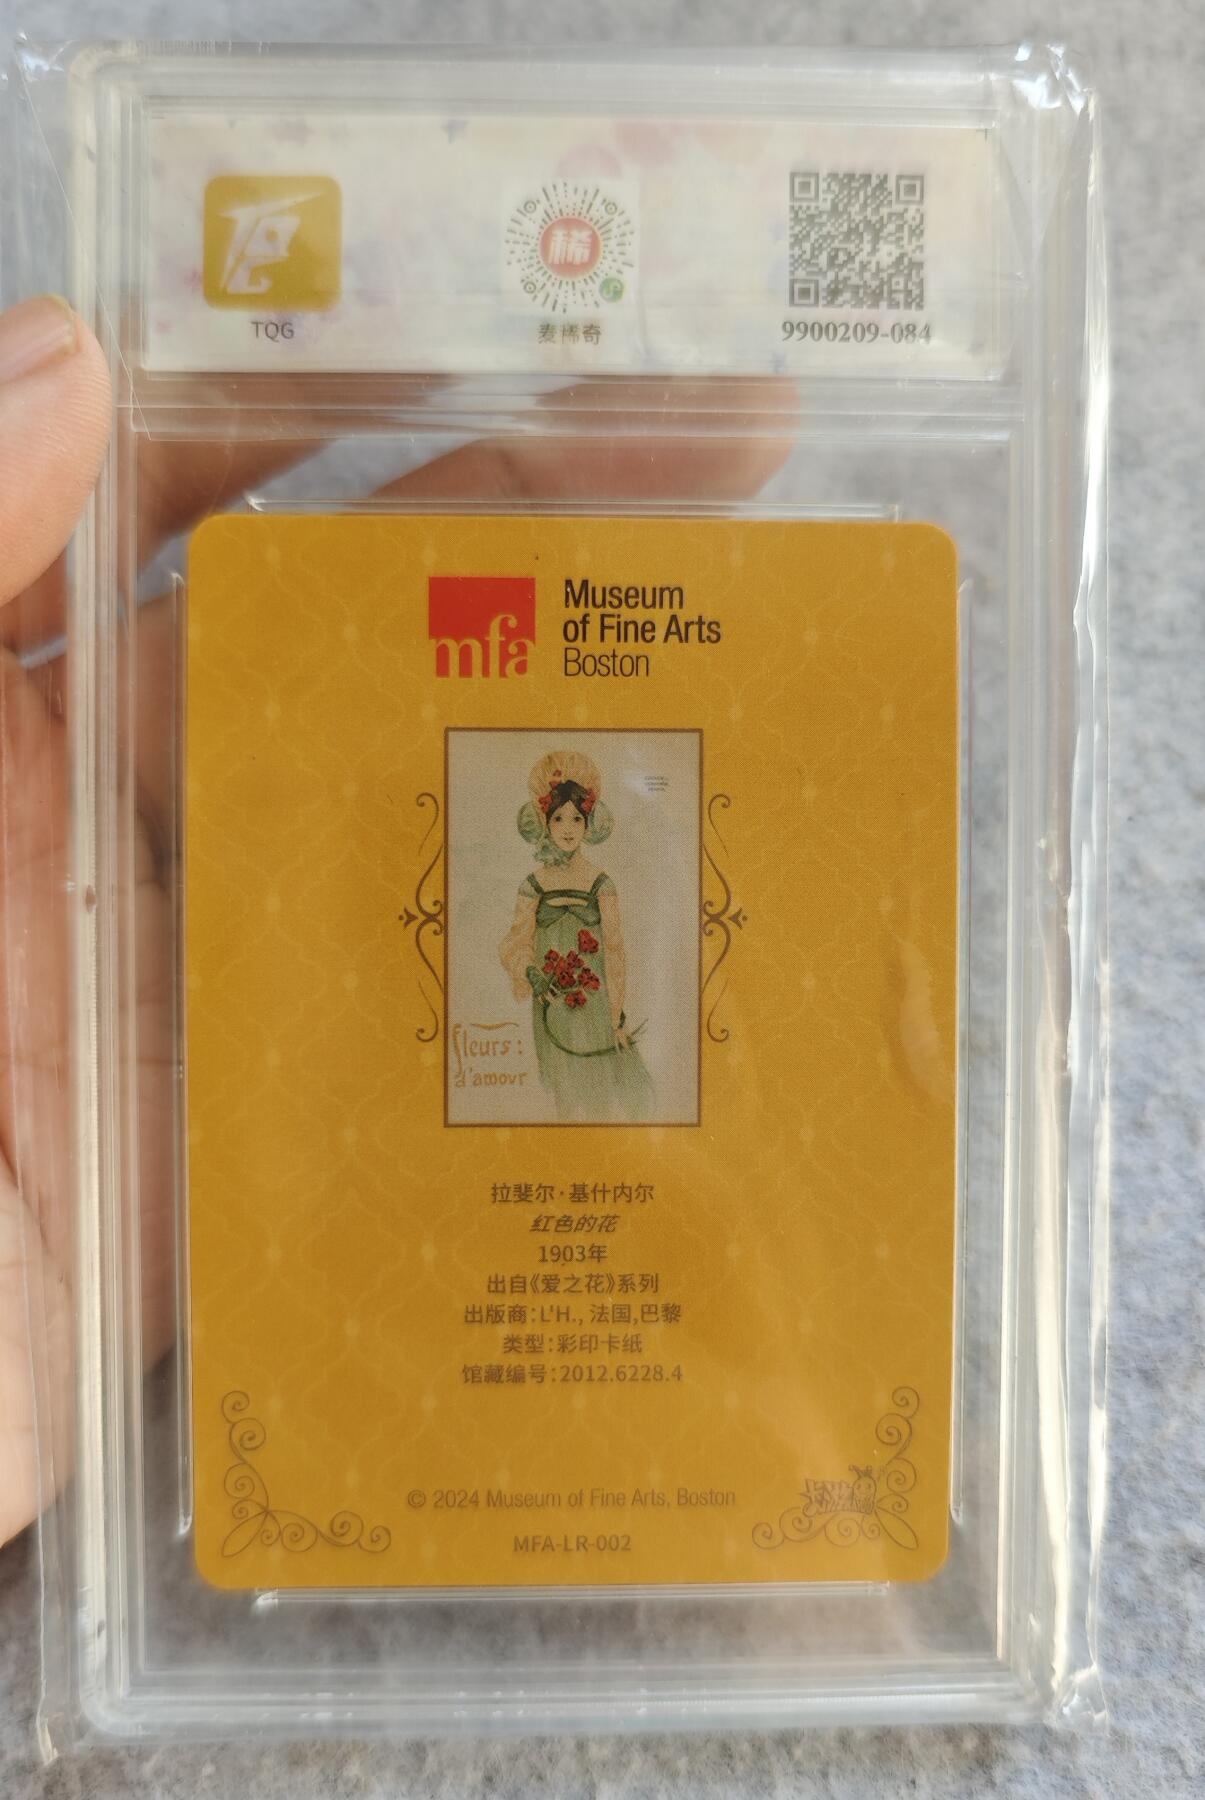 TQG
稀
麦稀奇
9900209-084
mfa
Museum
of Fine Arts
Boston
fleurs:
d'amour
拉斐尔·基什内尔
红色的花
1903年
出自《爱之花》系列
出版商:L'H., 法国,巴黎
类型:彩印卡纸
馆藏编号:2012.6228.4
© 2024 Museum of Fine Arts, Boston
MFA-LR-002